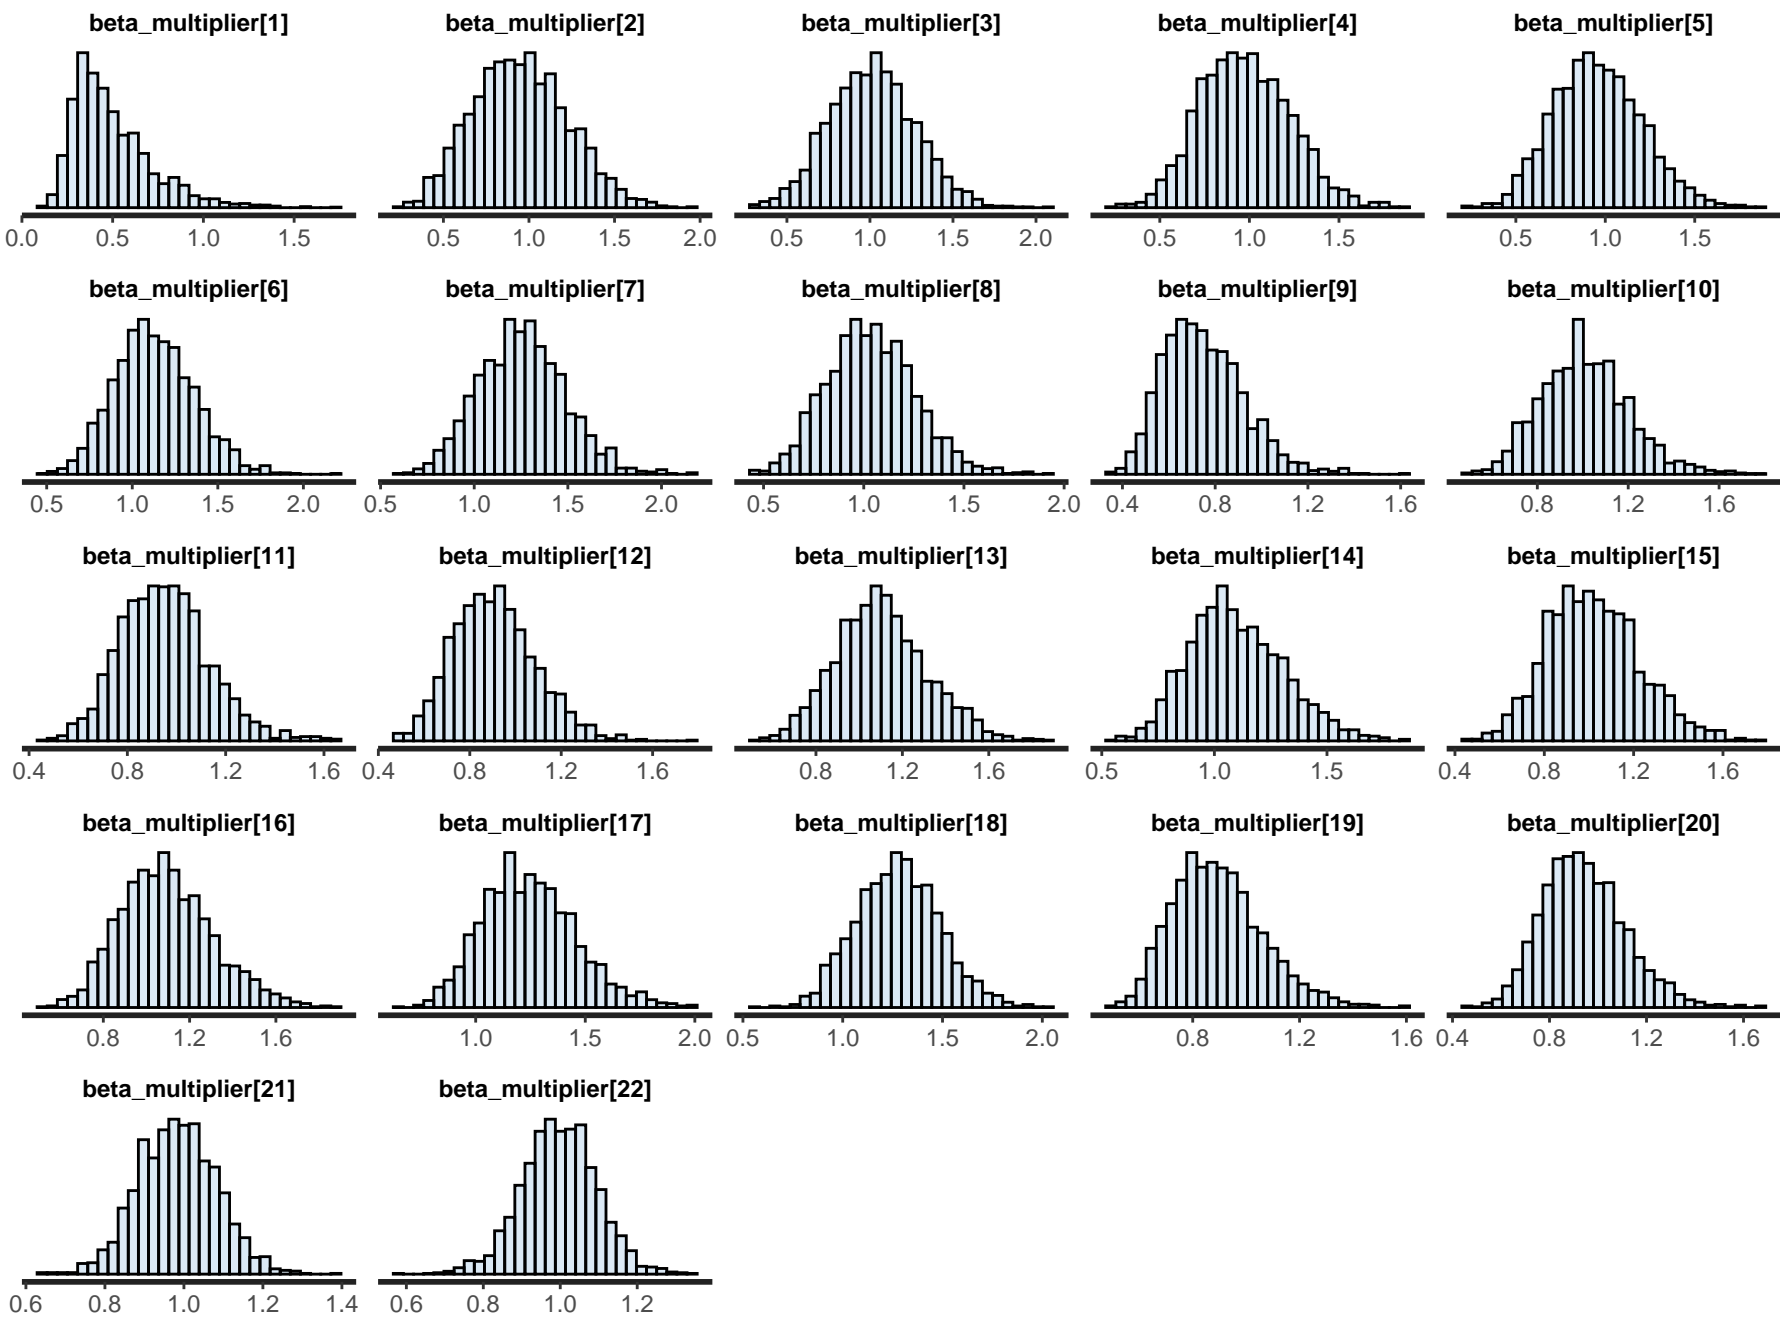 beta_multiplier[1] beta_multiplier[2] beta_multiplier[3] beta_multiplier[4] beta_multiplier[5]
0.0 0.5 1.0 1.5 0.5 1.0 1.5 2.0 0.5 1.0 1.5 2.0 0.5 1.0 1.5 0.5 1.0 1.5
beta_multiplier[6] beta_multiplier[7] beta_multiplier[8] beta_multiplier[9] beta_multiplier[10]
0.5 1.0 1.5 2.0 0.5 1.0 1.5 2.0 0.5 1.0 1.5 2.0 0.4 0.8 1.2 1.6 0.8 1.2 1.6
beta_multiplier[11] beta_multiplier[12] beta_multiplier[13] beta_multiplier[14] beta_multiplier[15]
0.4 0.8 1.2 1.6 0.4 0.8 1.2 1.6 0.8 1.2 1.6 0.5 1.0 1.5 0.4 0.8 1.2 1.6
beta_multiplier[16] beta_multiplier[17] beta_multiplier[18] beta_multiplier[19] beta_multiplier[20]
0.8 1.2 1.6 1.0 1.5 2.0 0.5 1.0 1.5 2.0 0.8 1.2 1.6 0.4 0.8 1.2 1.6
beta_multiplier[21] beta_multiplier[22]
0.6 0.8 1.0 1.2 1.4 0.6 0.8 1.0 1.2